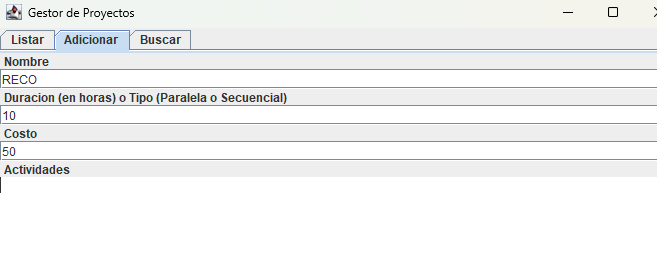 Gestor de Proyectos
Listar Adicionar Buscar
Nombre
RECO
Duracion (en horas) o Tipo (Paralela o Secuencial)
10
Costo
50
Actividades